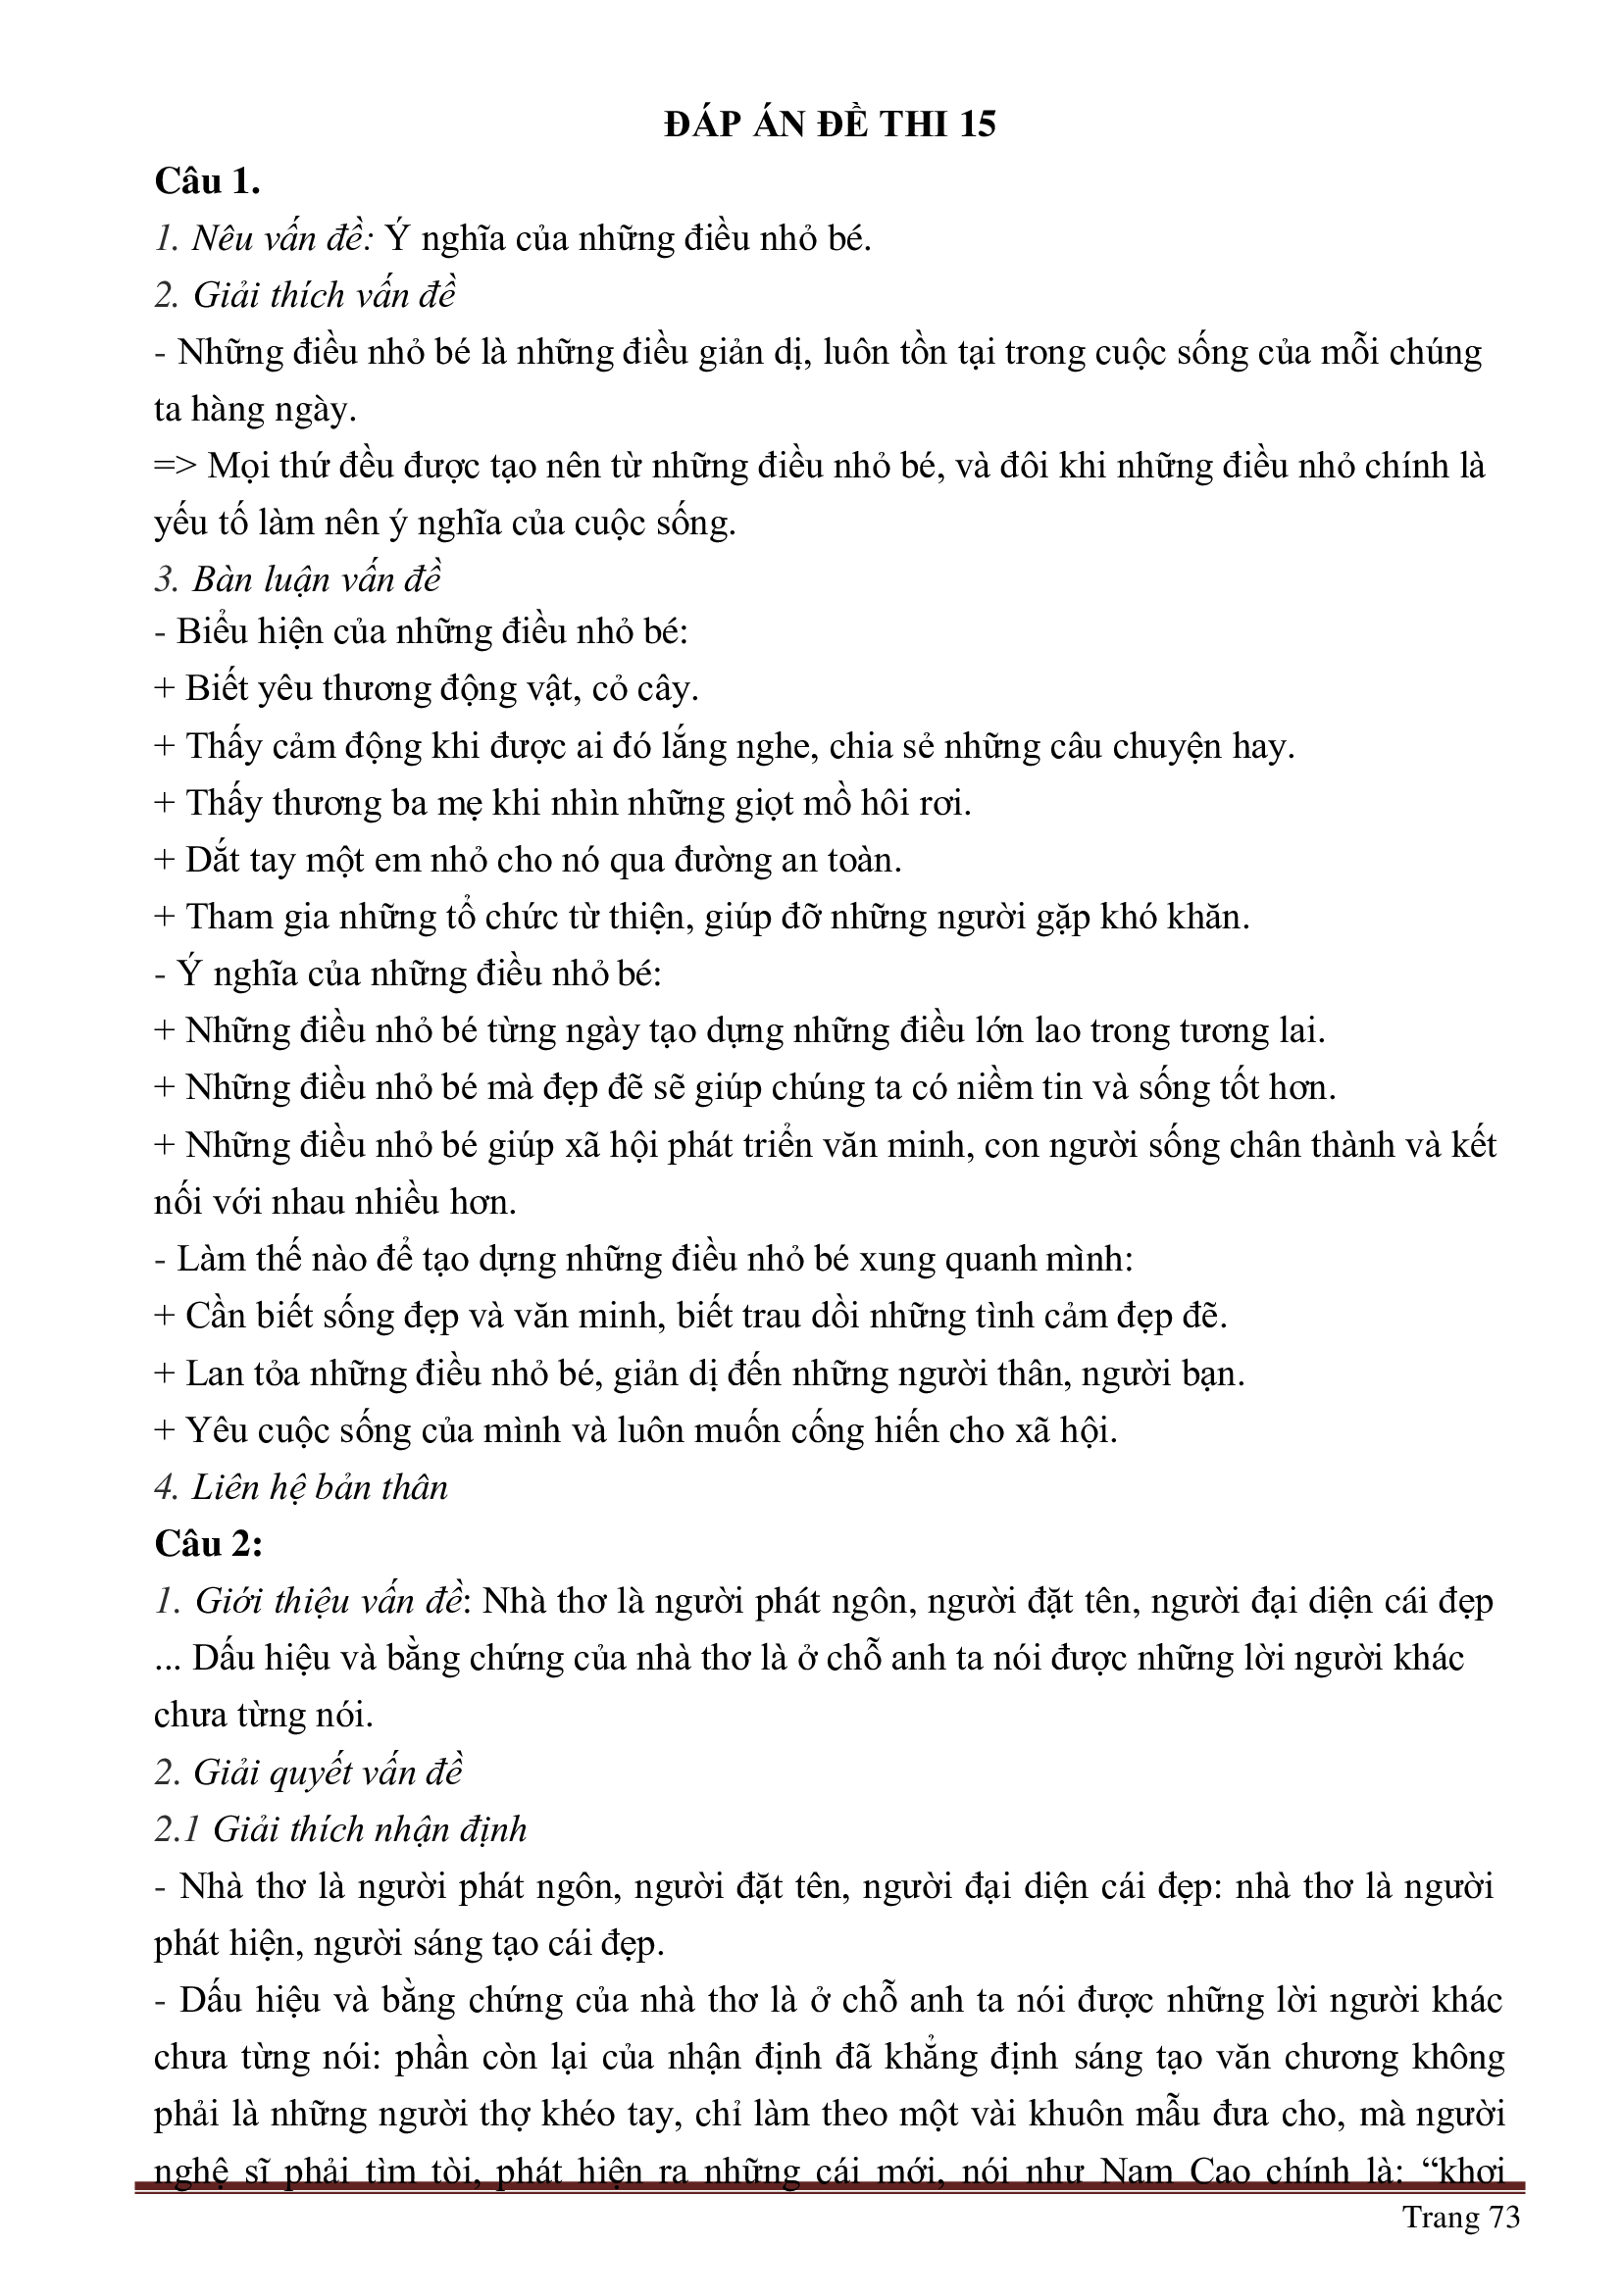 ĐÁP ÁN ĐỀ THI 15
Câu 1.
1. Nêu vấn đề: Ý nghĩa của những điều nhỏ bé.
2. Giải thích vấn đề
- Những điều nhỏ bé là những điều giản dị, luôn tồn tại trong cuộc sống của mỗi chúng
ta hàng ngày.
=> Mọi thứ đều được tạo nên từ những điều nhỏ bé, và đôi khi những điều nhỏ chính là
yếu tố làm nên ý nghĩa của cuộc sống.
3. Bàn luận vấn đề
- Biểu hiện của những điều nhỏ bé:
+ Biết yêu thương động vật, cỏ cây.
+ Thấy cảm động khi được ai đó lắng nghe, chia sẻ những câu chuyện hay.
+ Thấy thương ba mẹ khi nhìn những giọt mồ hôi rơi.
+ Dắt tay một em nhỏ cho nó qua đường an toàn.
+ Tham gia những tổ chức từ thiện, giúp đỡ những người gặp khó khăn.
- Ý nghĩa của những điều nhỏ bé:
+ Những điều nhỏ bé từng ngày tạo dựng những điều lớn lao trong tương lai.
+ Những điều nhỏ bé mà đẹp đẽ sẽ giúp chúng ta có niềm tin và sống tốt hơn.
+ Những điều nhỏ bé giúp xã hội phát triển văn minh, con người sống chân thành và kết
nối với nhau nhiều hơn.
- Làm thế nào để tạo dựng những điều nhỏ bé xung quanh mình:
+ Cần biết sống đẹp và văn minh, biết trau dồi những tình cảm đẹp đẽ.
+ Lan tỏa những điều nhỏ bé, giản dị đến những người thân, người bạn.
+ Yêu cuộc sống của mình và luôn muốn cống hiến cho xã hội.
4. Liên hệ bản thân
Câu 2:
1. Giới thiệu vấn đề: Nhà thơ là người phát ngôn, người đặt tên, người đại diện cái đẹp
... Dấu hiệu và bằng chứng của nhà thơ là ở chỗ anh ta nói được những lời người khác
chưa từng nói.
2. Giải quyết vấn đề
2.1 Giải thích nhận định
- Nhà thơ là người phát ngôn, người đặt tên, người đại diện cái đẹp: nhà thơ là người
phát hiện, người sáng tạo cái đẹp.
- Dấu hiệu và bằng chứng của nhà thơ là ở chỗ anh ta nói được những lời người khác
chưa từng nói: phần còn lại của nhận định đã khẳng định sáng tạo văn chương không
phải là những người thợ khéo tay, chỉ làm theo một vài khuôn mẫu đưa cho, mà người
nghệ sĩ phải tìm tòi, phát hiện ra những cái mới, nói như Nam Cao chính là: “khơi
Trang 73